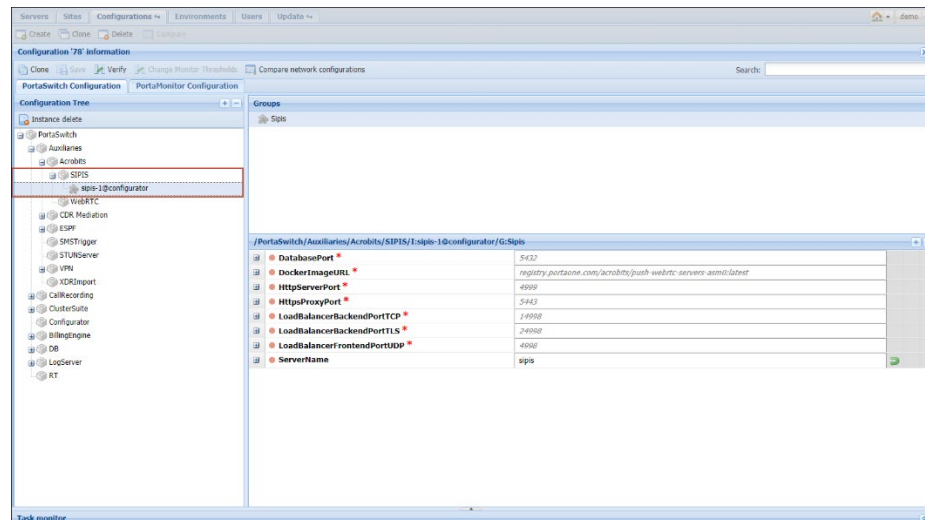 Servers Sites Configurations Environments Users Update demo
Create Clone Delete Compare
Configuration '78' information
Clone Save Verify Change Monitor Thresholds Compare network configurations Search:
PortaSwitch Configuration PortaMonitor Configuration
Configuration Tree
Instance delete
PortaSwitch
Auxiliaries
Acrobits
SIPIS
sipis-1@configurator
WebRTC
CDR Mediation
ESPF
SMSTrigger
STUNServer
VPN
XDRImport
CallRecording
ClusterSuite
Configurator
BillingEngine
DB
LogServer
RT
Groups
Sipis
/PortaSwitch/Auxiliaries/Acrobits/SIPIS/I:sipis-1@configurator/G:Sipis
DatabasePort * 5432
DockerImageURL * registry.portaone.com/acrobits/push-webrtc-servers-asm0:latest
HttpServerPort * 4999
HttpsProxyPort * 5443
LoadBalancerBackendPortTCP * 14998
LoadBalancerBackendPortTLS * 24998
LoadBalancerFrontendPortUDP * 4998
ServerName sipis
Task monitor